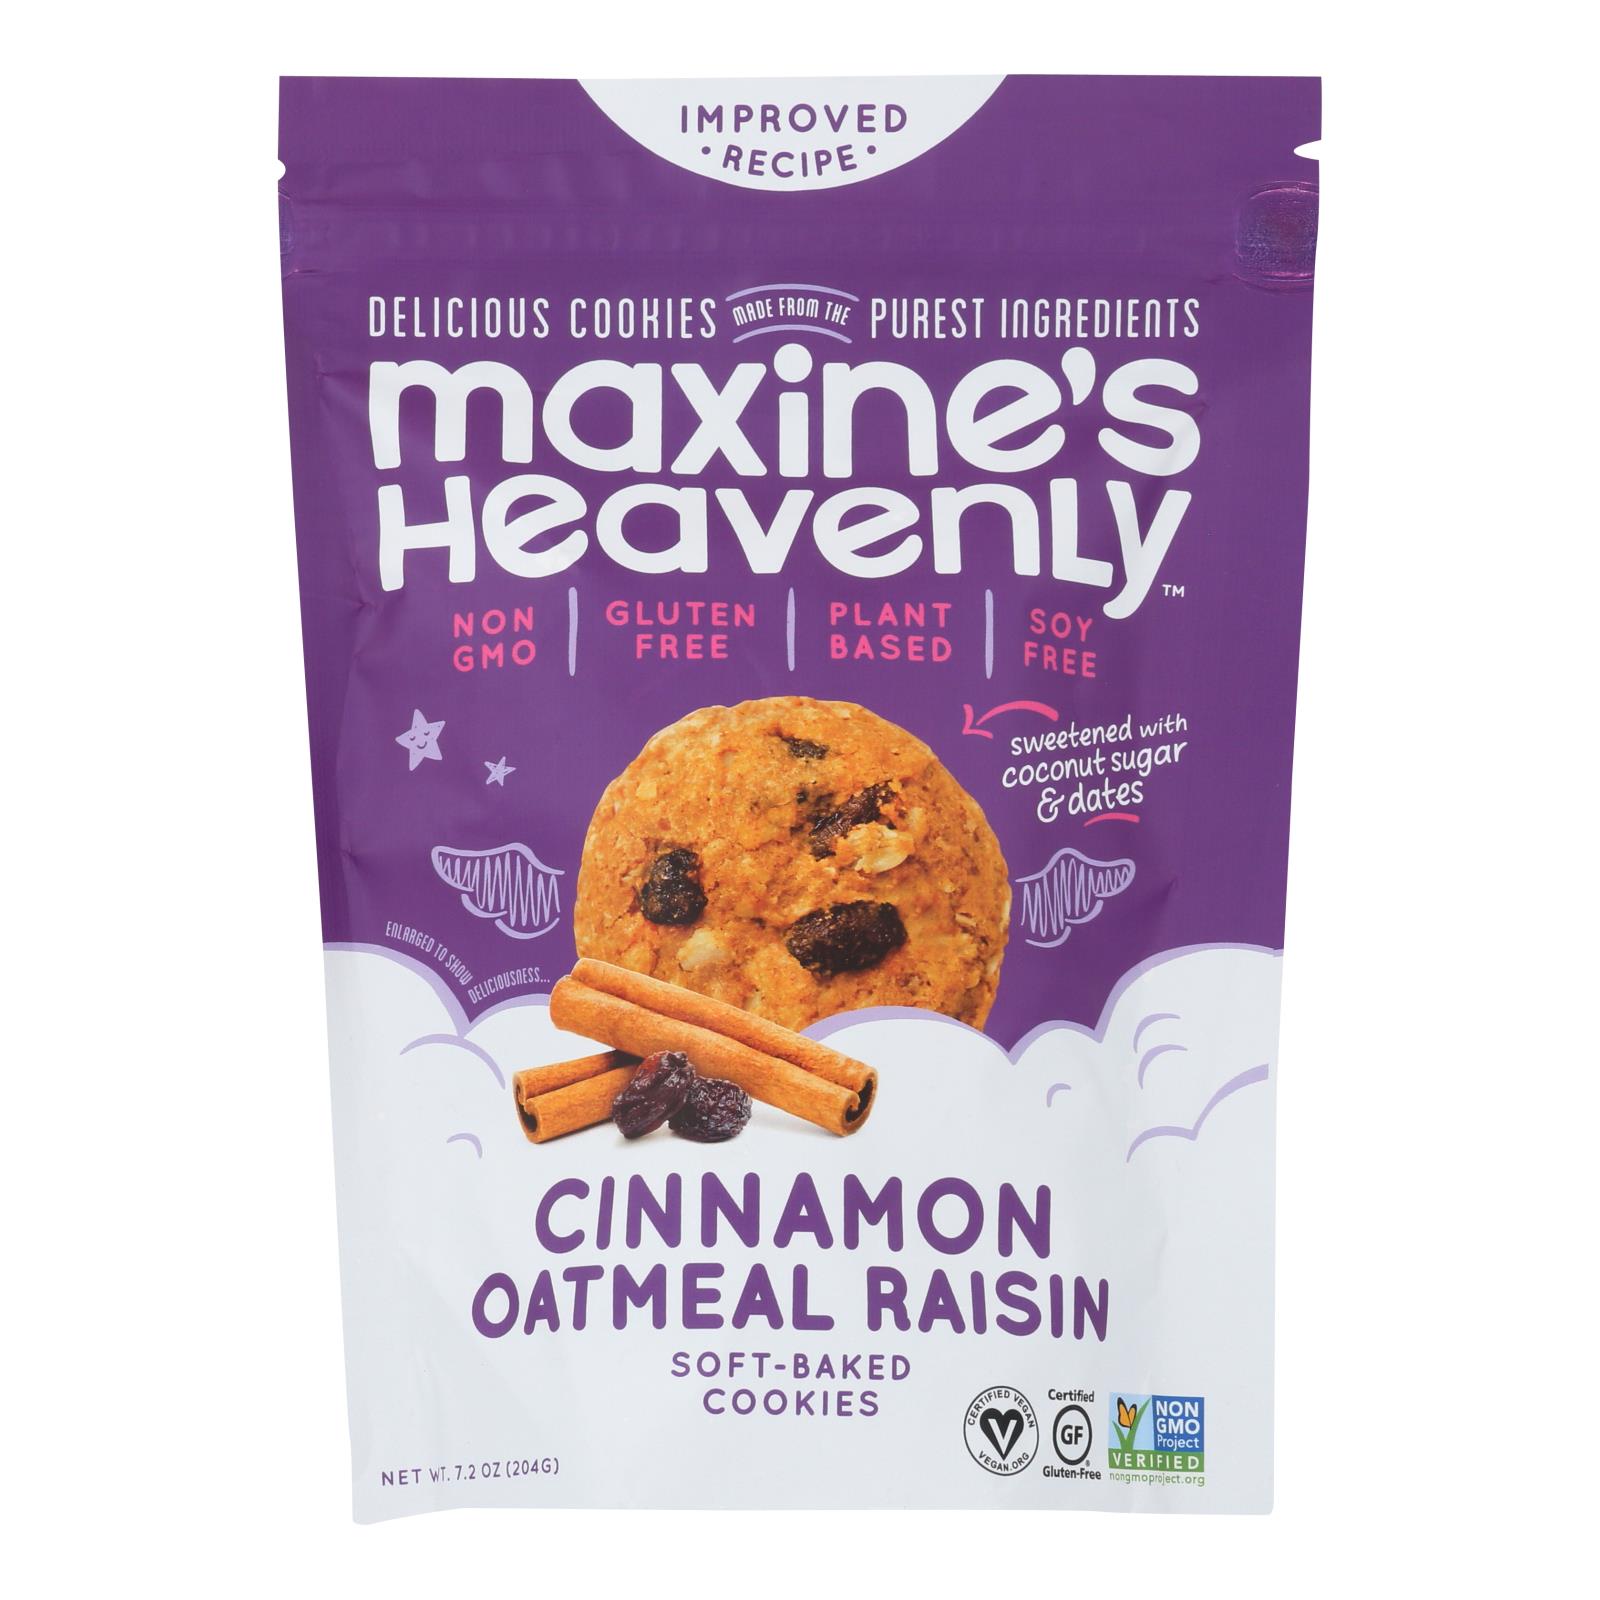 IMPROVED
• RECIPE •
DELICIOUS COOKIES MADE FROM THE PUREST INGREDIENTS
maxine's
Heavenly™
NON GMO | GLUTEN FREE | PLANT BASED | SOY FREE
sweetened with
coconut sugar
& dates
ENLARGED TO SHOW
DELICIOUSNESS...
CINNAMON
OATMEAL RAISIN
SOFT-BAKED
COOKIES
NET WT. 7.2 OZ (204G)
CERTIFIED VEGAN
VEGAN.ORG
Certified
GF
®
Gluten-Free
NON
GMO
Project
VERIFIED
nongmoproject.org